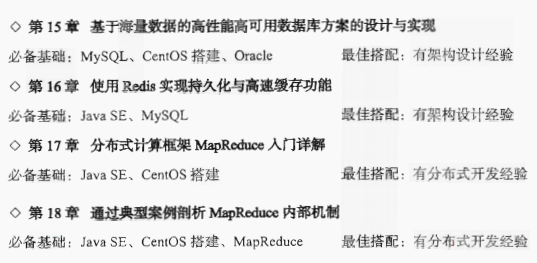 ◇ 第 15 章 基于海量数据的高性能高可用数据库方案的设计与实现
必备基础：MySQL、CentOS 搭建、Oracle 最佳搭配：有架构设计经验
◇ 第 16 章 使用 Redis 实现持久化与高速缓存功能
必备基础：Java SE、MySQL 最佳搭配：有架构设计经验
◇ 第 17 章 分布式计算框架 MapReduce 入门详解
必备基础：Java SE、CentOS 搭建 最佳搭配：有分布式开发经验
◇ 第 18 章 通过典型案例剖析 MapReduce 内部机制
必备基础：Java SE、CentOS 搭建、MapReduce 最佳搭配：有分布式开发经验